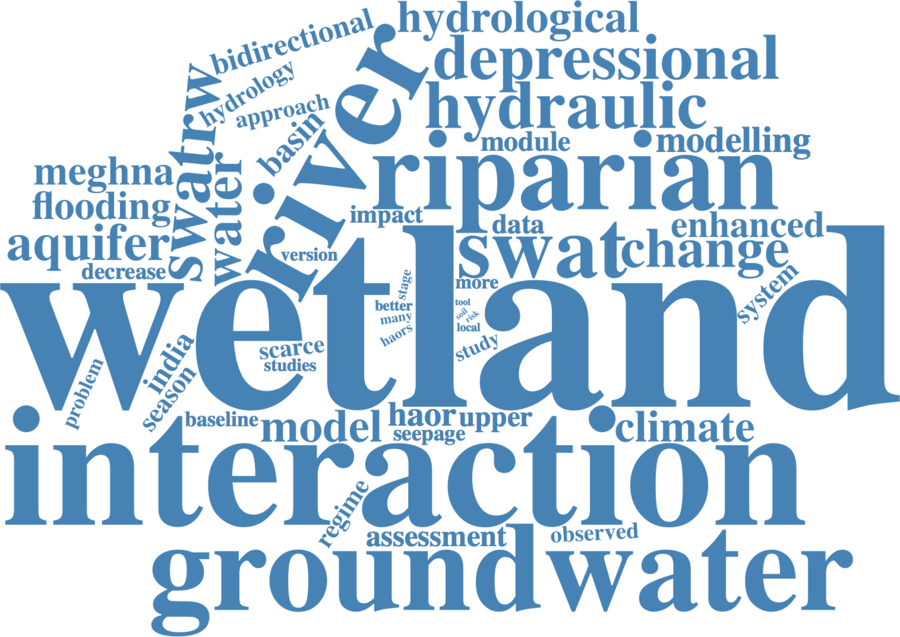 hydrological
bidirectional
depressional
hydrology
river
swatrw
approach
hydraulic
basin
module
modelling
riparian
meghna
water
flooding
impact
data
enhanced
aquifer
swat
change
version
decrease
wetland
stage
more
system
better
tool
many
soil
risk
local
haors
study
scarce
studies
india
season
problem
baseline
model
haor
upper
seepage
climate
interaction
regime
assessment
observed
groundwater